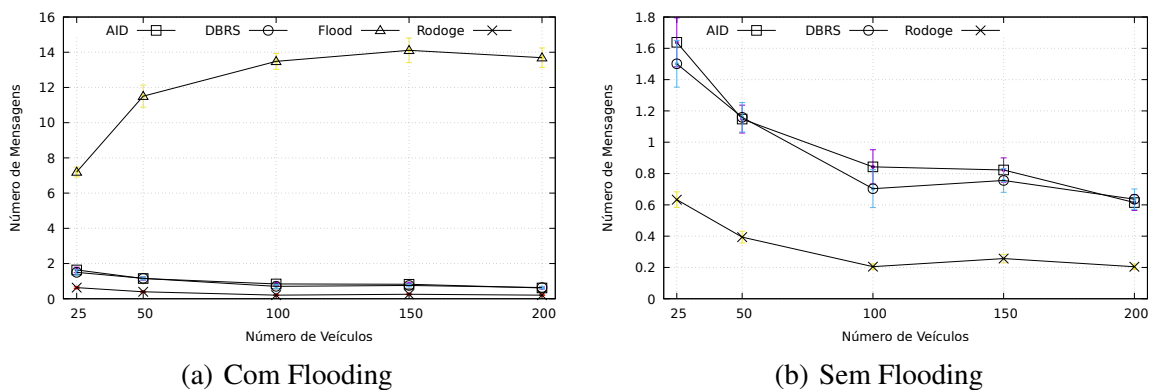 AID DBRS Flood Rodoge
16
14
12
10
8
6
4
2
0
25 50 100 150 200
Número de Mensagens
Número de Veículos
(a) Com Flooding
AID DBRS Rodoge
1.8
1.6
1.4
1.2
1
0.8
0.6
0.4
0.2
0
25 50 100 150 200
Número de Mensagens
Número de Veículos
(b) Sem Flooding